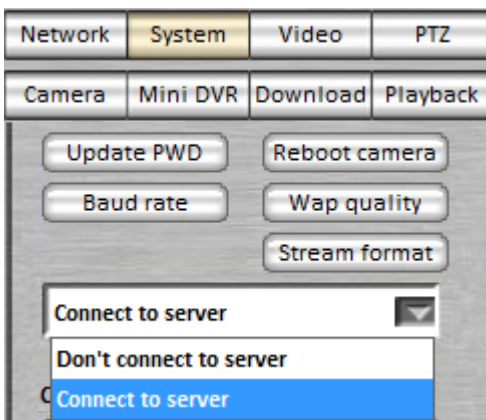 Network System Video PTZ
Camera Mini DVR Download Playback
Update PWD Reboot camera
Baud rate Wap quality
Stream format
Connect to server
Don't connect to server
Connect to server